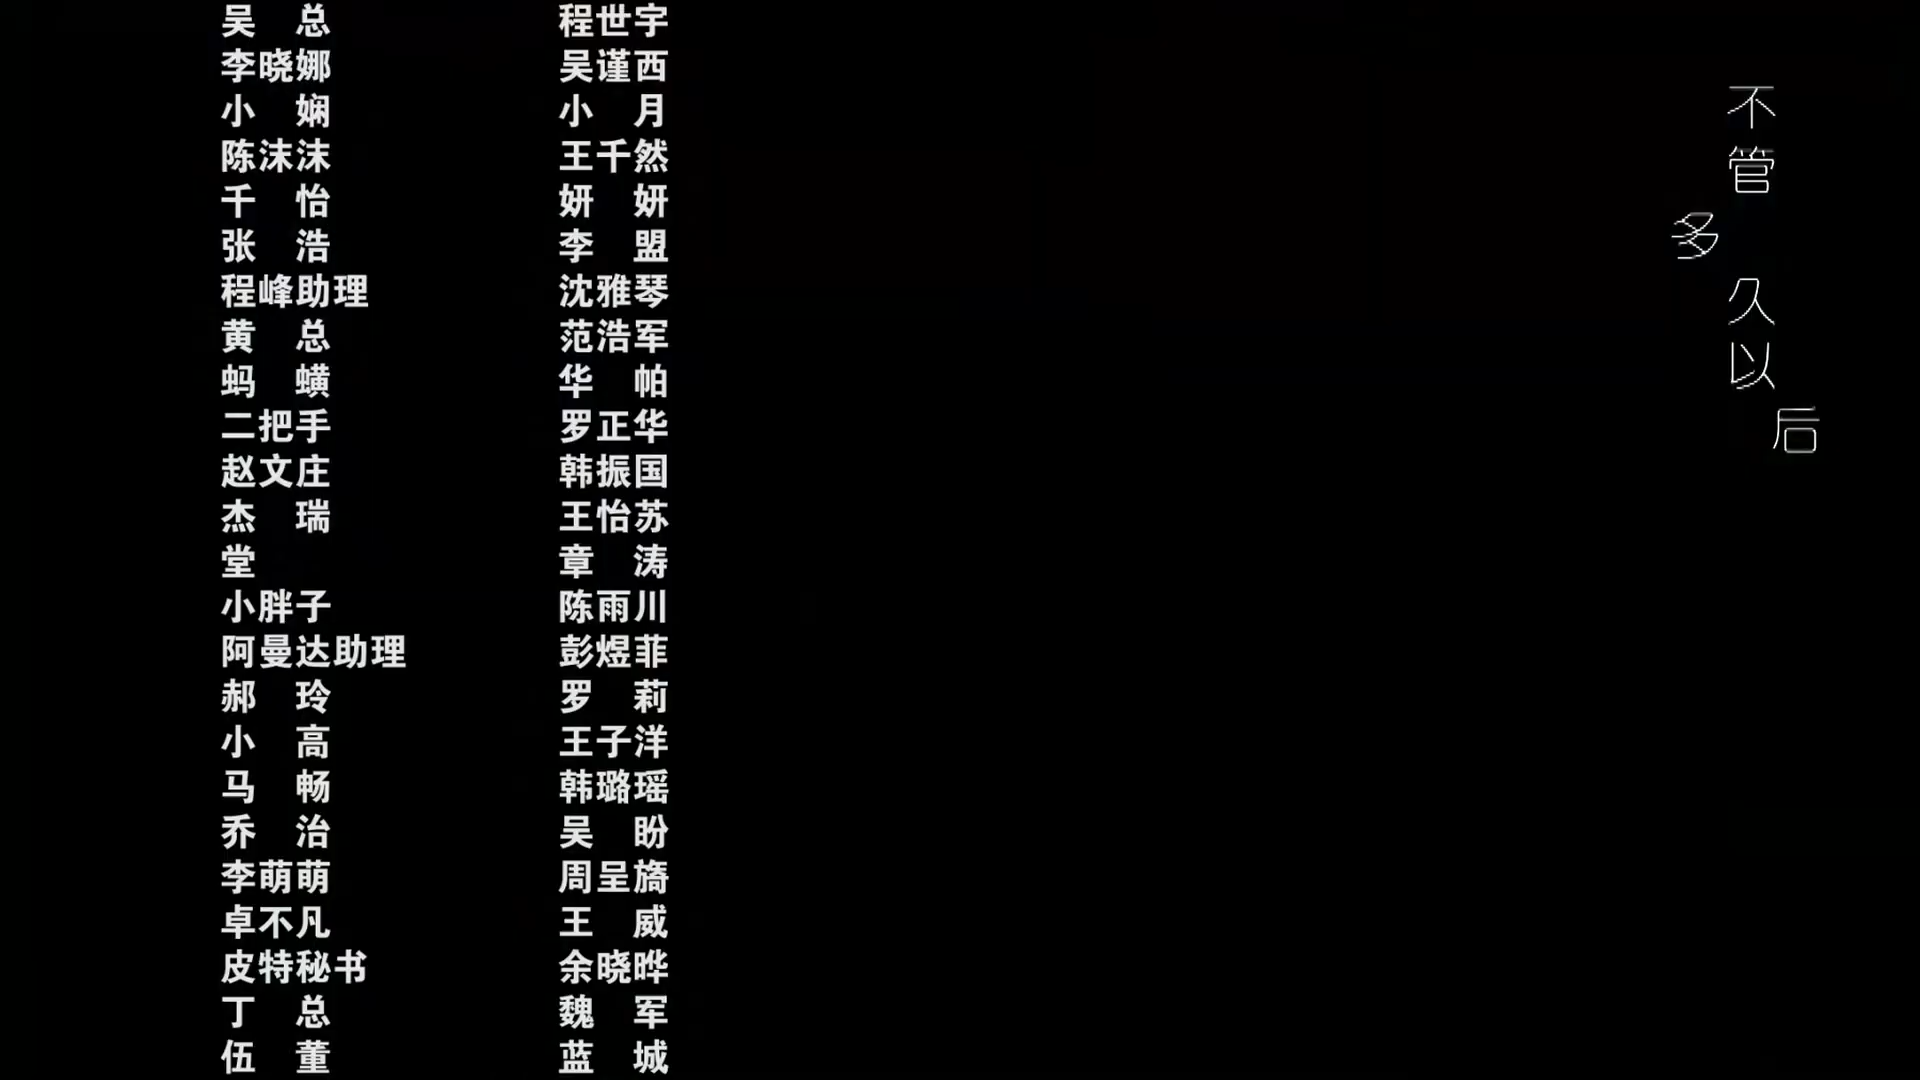 吴　总　程世宇
李晓娜　吴谨西
小　娴　小　月
陈沫沫　王千然
千　怡　妍　妍
张　浩　李　盟
程峰助理　沈雅琴
黄　总　范浩军
蚂　蟥　华　帕
二把手　罗正华
赵文庄　韩振国
杰　瑞　王怡苏
堂　章　涛
小胖子　陈雨川
阿曼达助理　彭煜菲
郝　玲　罗　莉
小　高　王子洋
马　畅　韩璐瑶
乔　治　吴　盼
李萌萌　周呈旖
卓不凡　王　威
皮特秘书　余晓晔
丁　总　魏　军
伍　董　蓝　城
不管多久以后